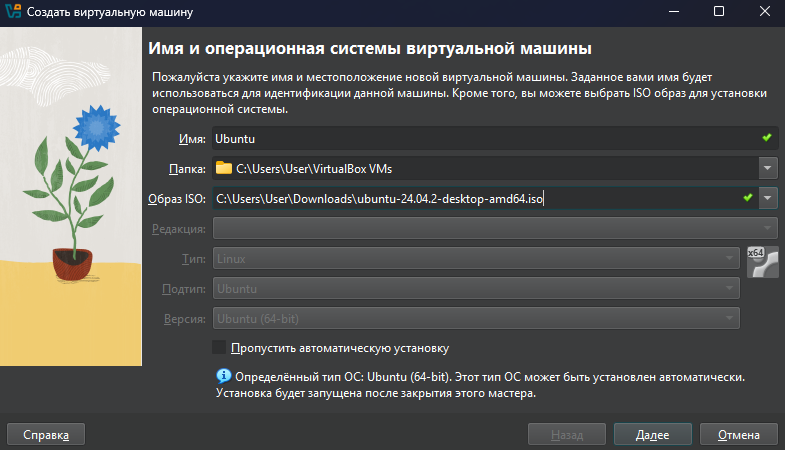 Создать виртуальную машину
Имя и операционная системы виртуальной машины
Пожалуйста укажите имя и местоположение новой виртуальной машины. Заданное вами имя будет
использоваться для идентификации данной машины. Кроме того, вы можете выбрать ISO образ для установки
операционной системы.
Имя: Ubuntu
Папка: C:\Users\User\VirtualBox VMs
Образ ISO: C:\Users\User\Downloads\ubuntu-24.04.2-desktop-amd64.iso
Редакция:
Тип: Linux
x64
Подтип: Ubuntu
Версия: Ubuntu (64-bit)
Пропустить автоматическую установку
Определённый тип ОС: Ubuntu (64-bit). Этот тип ОС может быть установлен автоматически.
Установка будет запущена после закрытия этого мастера.
Справка Назад Далее Отмена